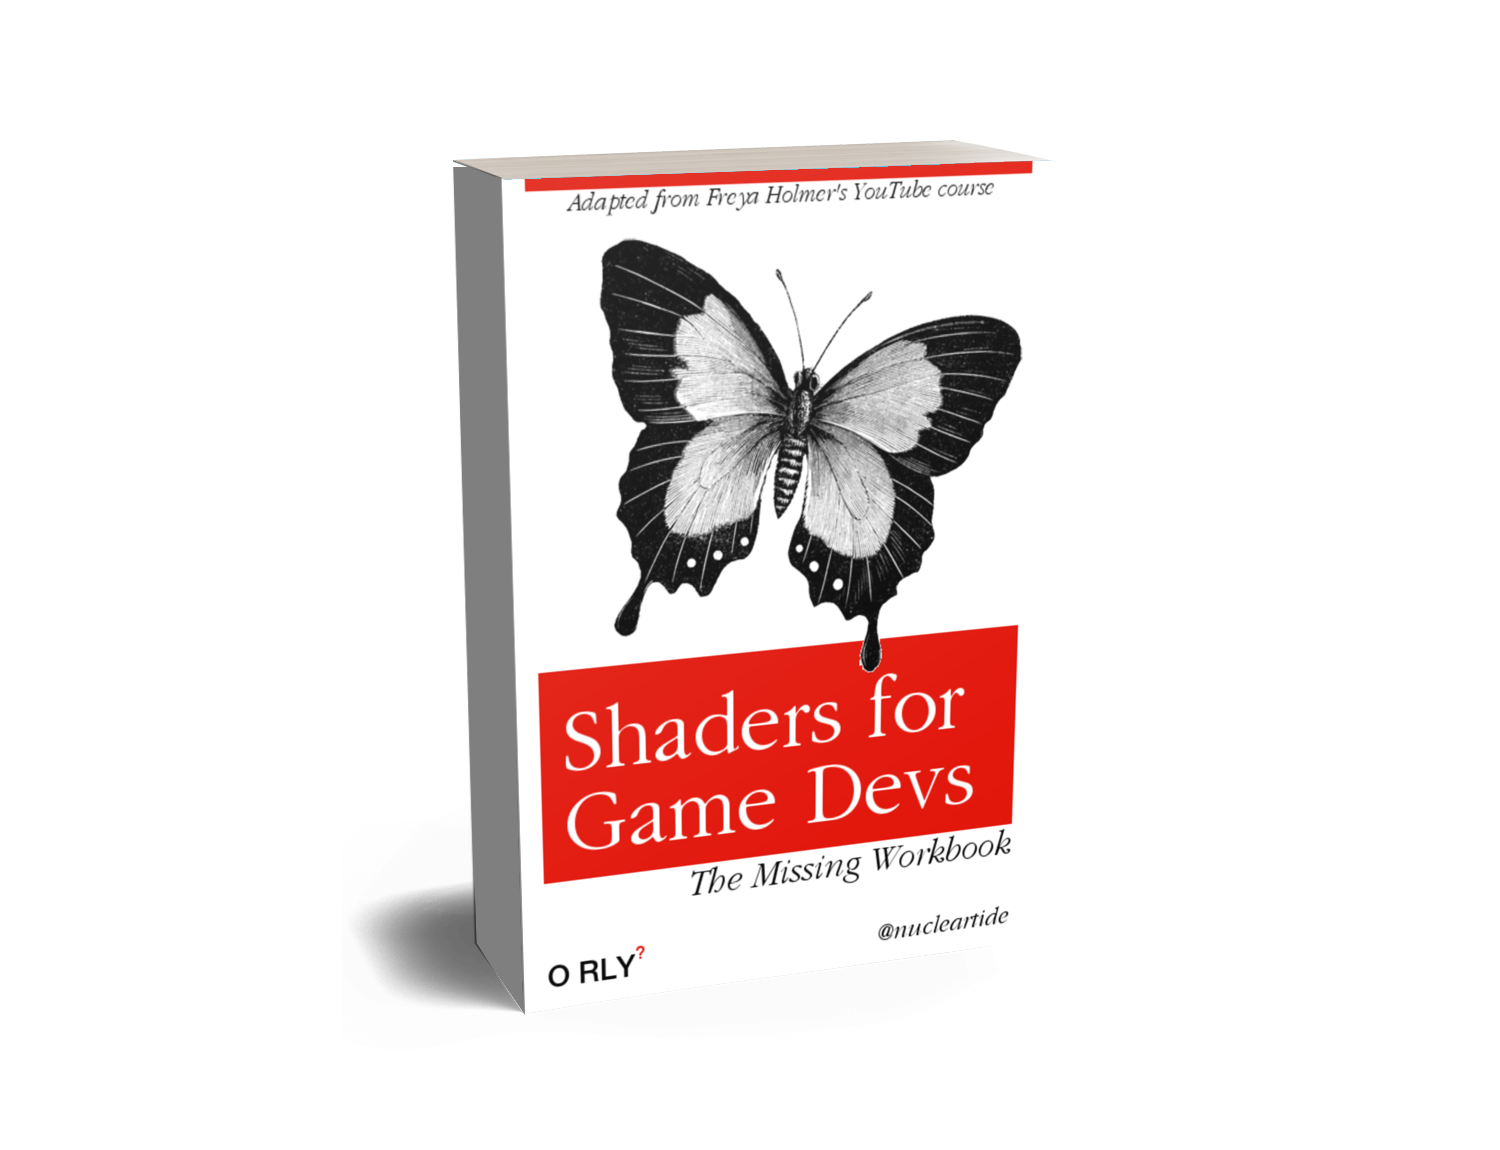 Adapted from Freya Holmer's YouTube course
Shaders for
Game Devs
The Missing Workbook
@nucleartide
O RLY?